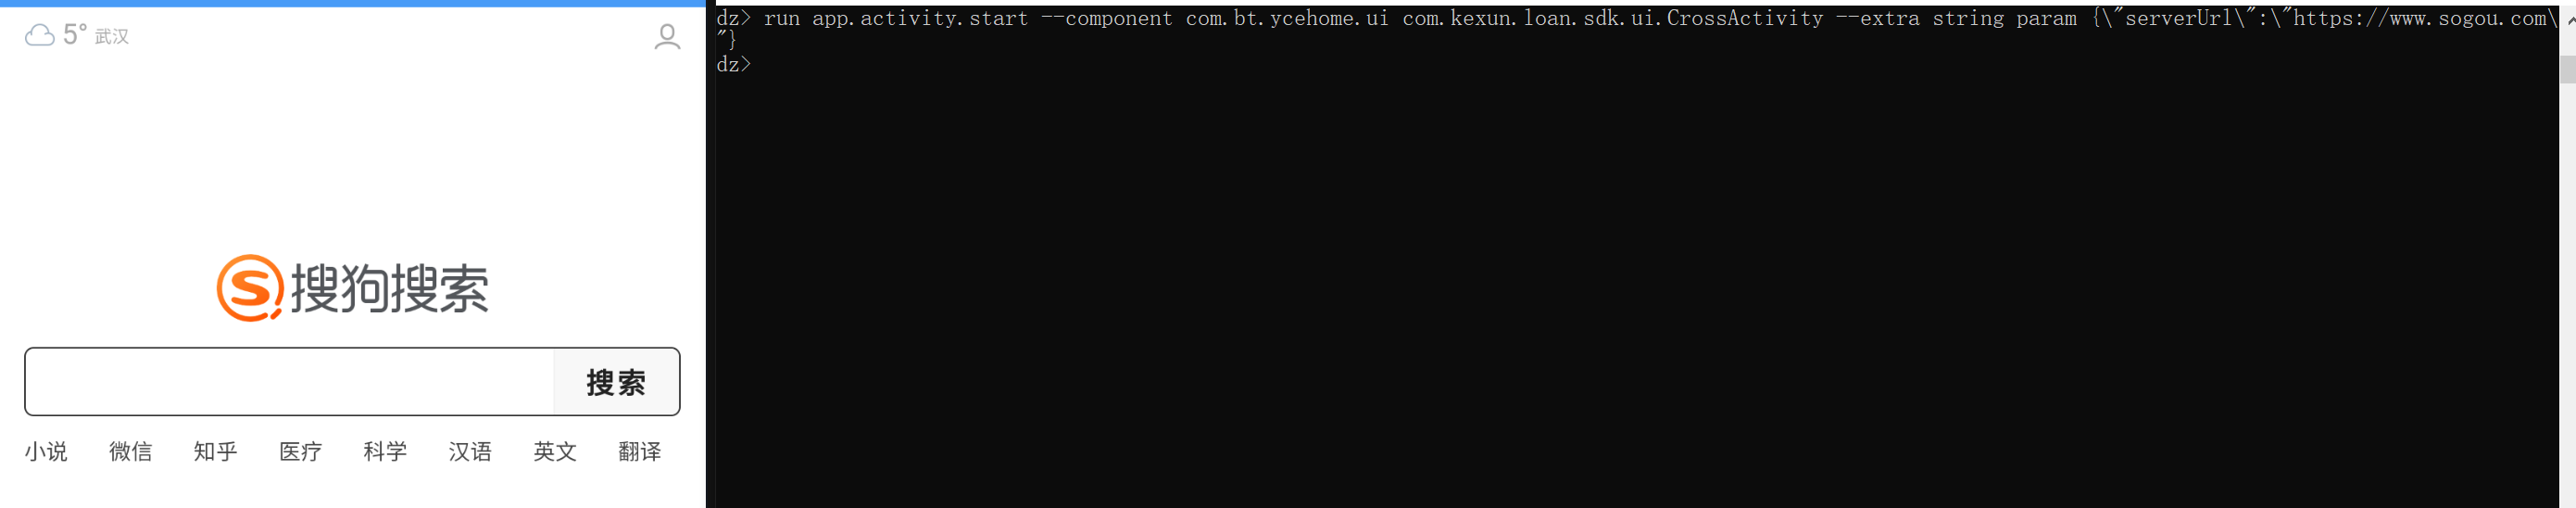 5° 武汉
搜狗搜索
搜索
小说 微信 知乎 医疗 科学 汉语 英文 翻译
dz> run app.activity.start --component com.bt.ycehome.ui com.kexun.loan.sdk.ui.CrossActivity --extra string param {\"serverUrl\":\"https://www.sogou.com\
"}
dz>